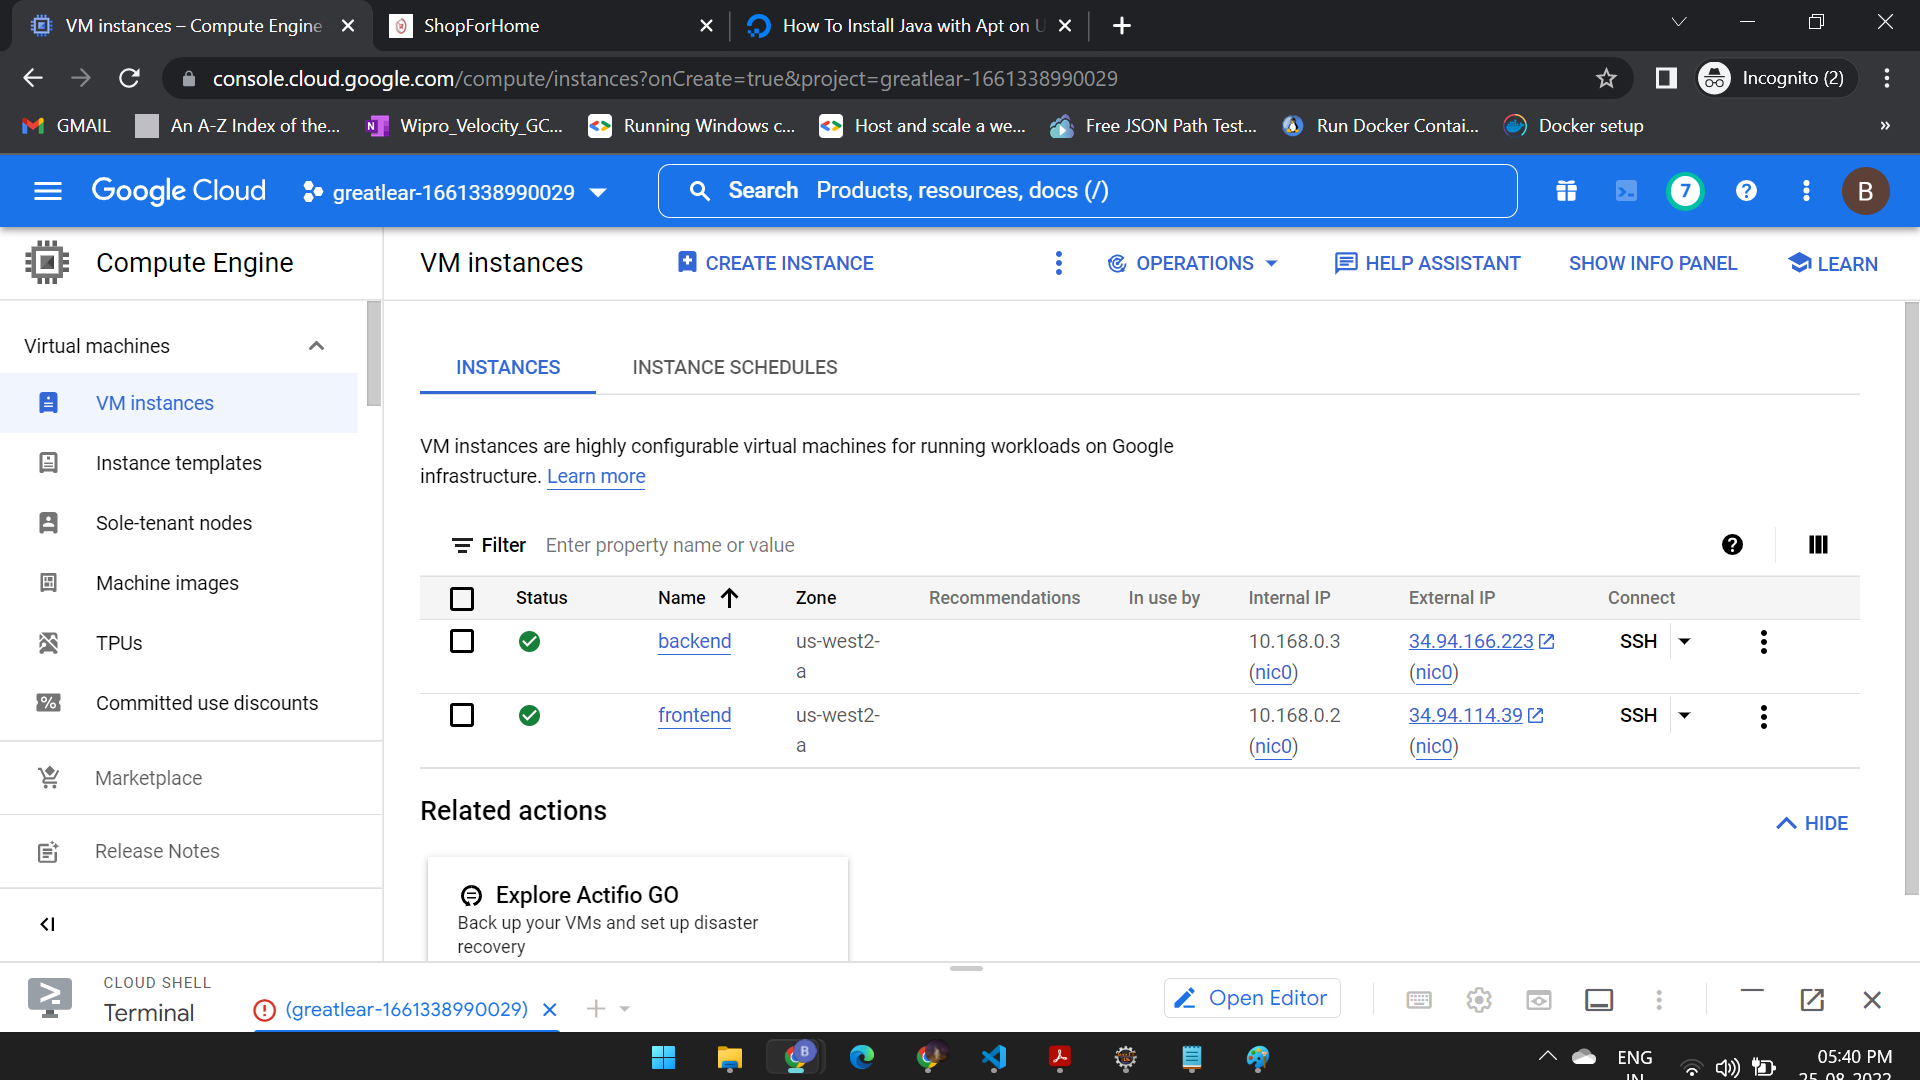 VM instances – Compute Engine
ShopForHome
How To Install Java with Apt on U
console.cloud.google.com/compute/instances?onCreate=true&project=greatlear-1661338990029
Incognito (2)
GMAIL
An A-Z Index of the...
Wipro_Velocity_GC...
Running Windows c...
Host and scale a we...
Free JSON Path Test...
Run Docker Contai...
Docker setup
»
Google Cloud
greatlear-1661338990029
Search Products, resources, docs (/)
7
B
Compute Engine
VM instances
CREATE INSTANCE
OPERATIONS
HELP ASSISTANT
SHOW INFO PANEL
LEARN
Virtual machines
VM instances
Instance templates
Sole-tenant nodes
Machine images
TPUs
Committed use discounts
Marketplace
Release Notes
INSTANCES
INSTANCE SCHEDULES
VM instances are highly configurable virtual machines for running workloads on Google
infrastructure. Learn more
Filter Enter property name or value
Status Name Zone Recommendations In use by Internal IP External IP Connect
backend us-west2- 10.168.0.3 34.94.166.223 SSH
a (nic0) (nic0)
frontend us-west2- 10.168.0.2 34.94.114.39 SSH
a (nic0) (nic0)
Related actions
HIDE
Explore Actifio GO
Back up your VMs and set up disaster
recovery
CLOUD SHELL
Terminal
(greatlear-1661338990029)
Open Editor
B
ENG
IN
05:40 PM
25-08-2022